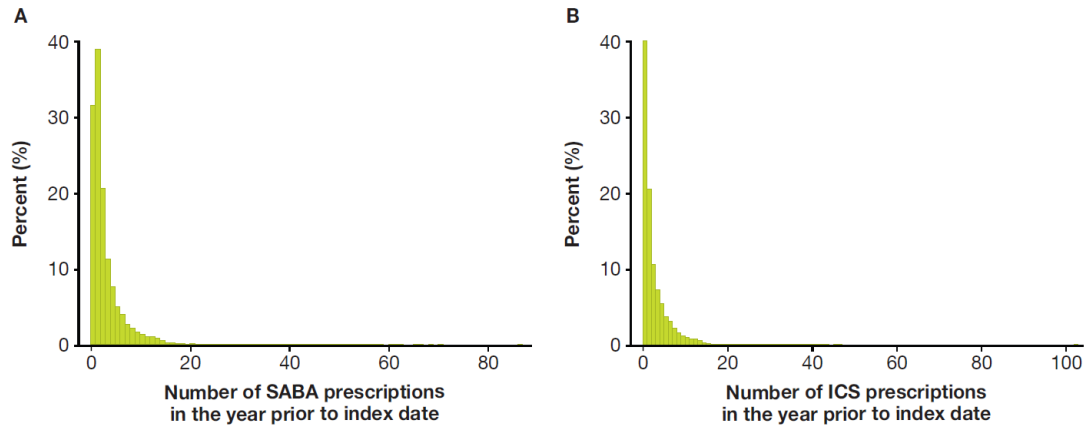 A
40
30
20
10
0
Percent (%)
0 20 40 60 80
Number of SABA prescriptions
in the year prior to index date
B
40
30
20
10
0
Percent (%)
0 20 40 60 80 100
Number of ICS prescriptions
in the year prior to index date